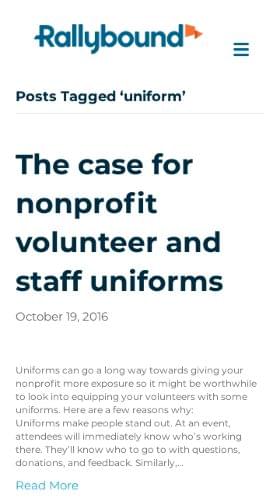 Rallybound
Posts Tagged ‘uniform’
The case for
nonprofit
volunteer and
staff uniforms
October 19, 2016
Uniforms can go a long way towards giving your
nonprofit more exposure so it might be worthwhile
to look into equipping your volunteers with some
uniforms. Here are a few reasons why:
Uniforms make people stand out. At an event,
attendees will immediately know who’s working
there. They’ll know who to go to with questions,
donations, and feedback. Similarly,...
Read More